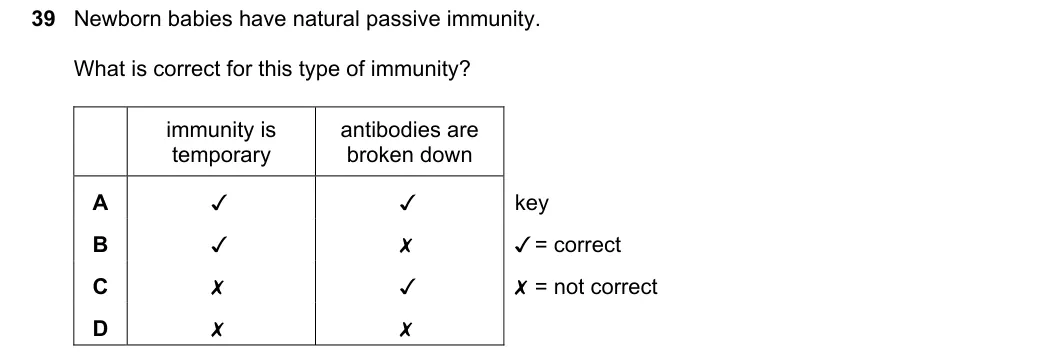 39 Newborn babies have natural passive immunity.
What is correct for this type of immunity?
immunity is temporary antibodies are broken down
A ✓ ✓ key
B ✓ ✗ ✓ = correct
C ✗ ✓ ✗ = not correct
D ✗ ✗